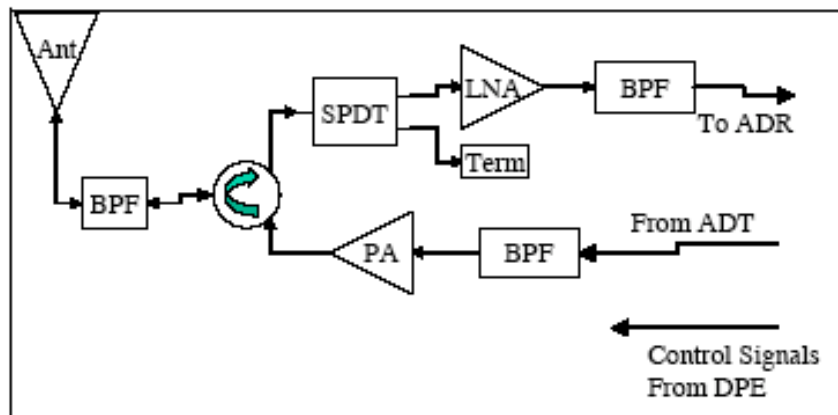 Ant
LNA
BPF
SPDT
To ADR
Term
BPF
From ADT
PA
BPF
Control Signals
From DPE